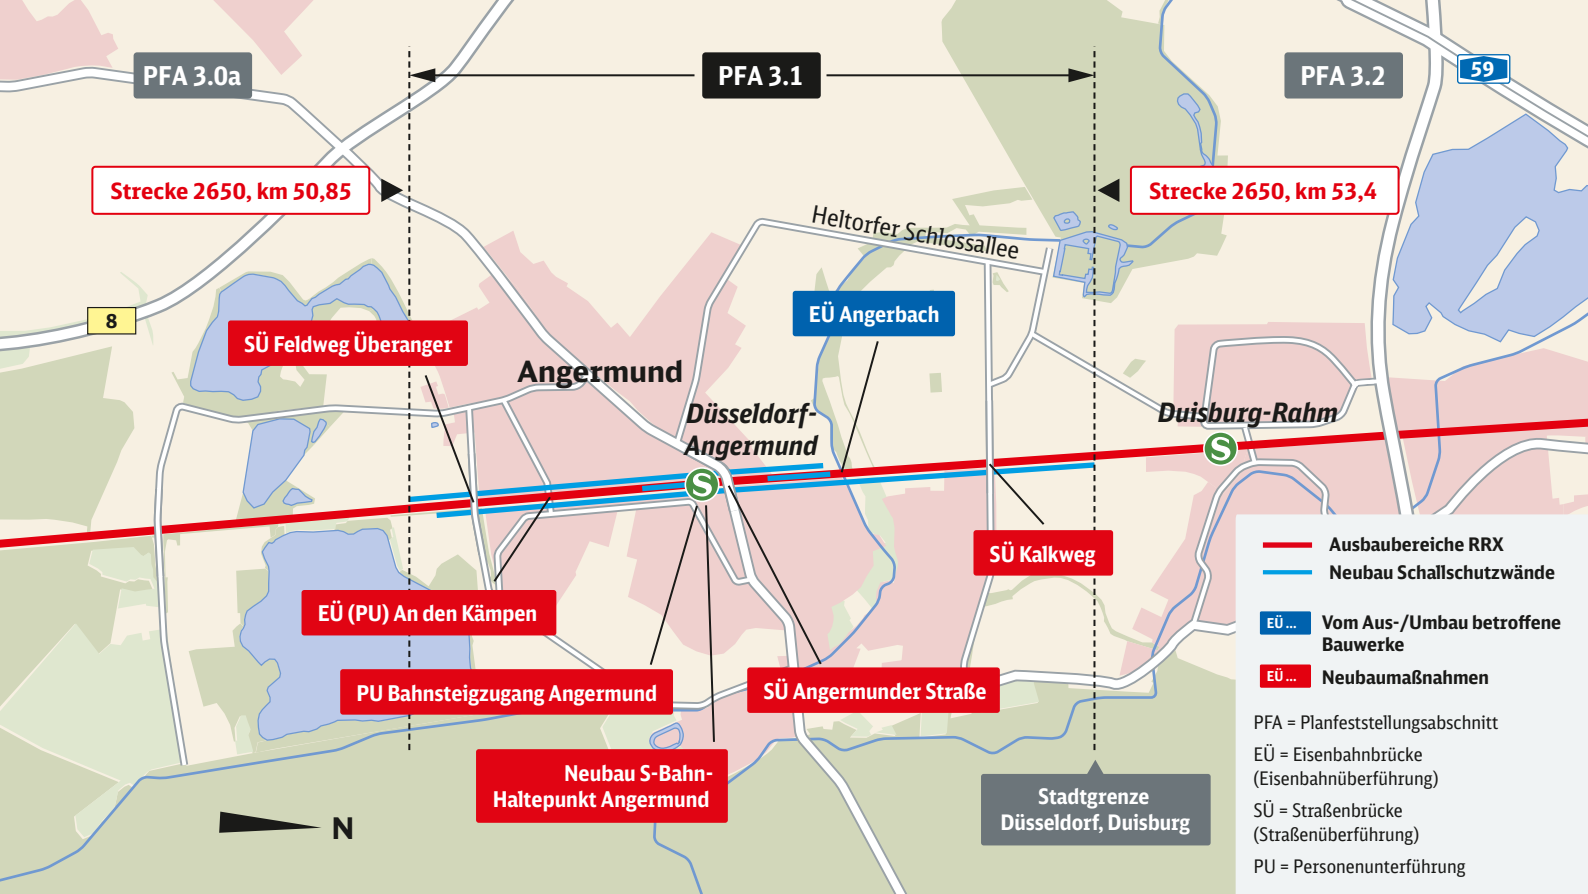 PFA 3.0a
PFA 3.1
PFA 3.2
59
Strecke 2650, km 50,85
Strecke 2650, km 53,4
Heltorfer Schlossallee
8
SÜ Feldweg Überanger
EÜ Angerbach
Angermund
Düsseldorf-
Angermund
S
Duisburg-Rahm
S
SÜ Kalkweg
EÜ (PU) An den Kämpen
PU Bahnsteigzugang Angermund
SÜ Angermunder Straße
Neubau S-Bahn-
Haltepunkt Angermund
Stadtgrenze
Düsseldorf, Duisburg
N
Ausbaubereiche RRX
Neubau Schallschutzwände
EÜ ... Vom Aus-/Umbau betroffene
Bauwerke
EÜ ... Neubaumaßnahmen
PFA = Planfeststellungsabschnitt
EÜ = Eisenbahnbrücke
(Eisenbahnüberführung)
SÜ = Straßenbrücke
(Straßenüberführung)
PU = Personenunterführung